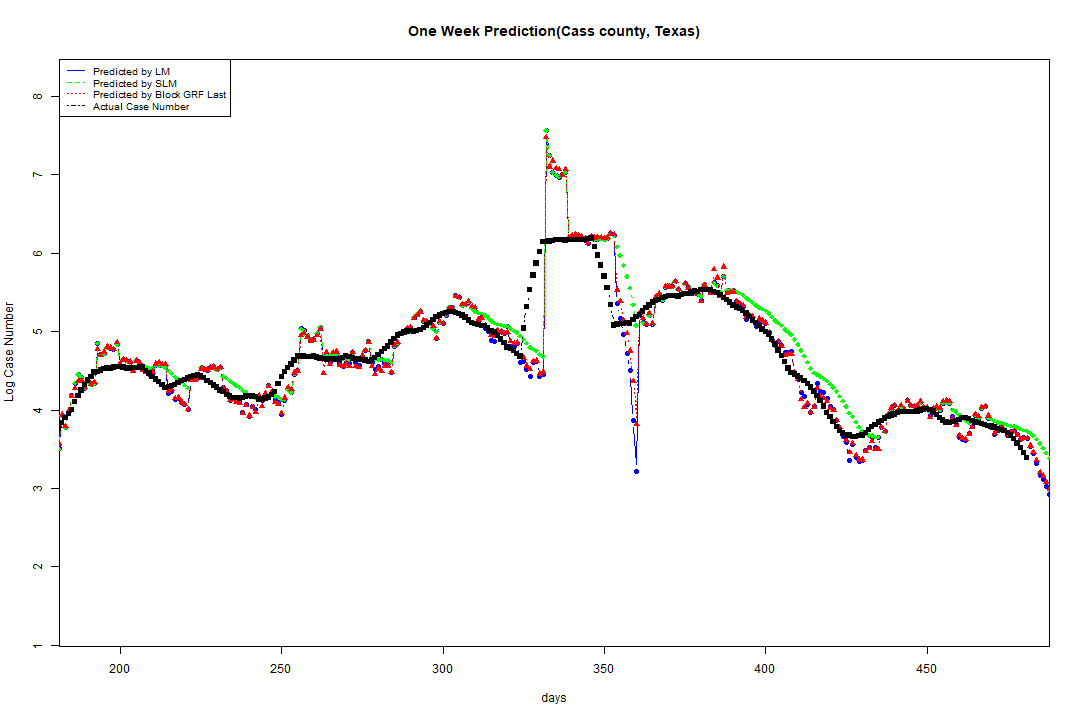 One Week Prediction(Cass county, Texas)
Predicted by LM
Predicted by SLM
Predicted by Block GRF Last
Actual Case Number
8
7
6
5
4
3
2
1
Log Case Number
200 250 300 350 400 450
days